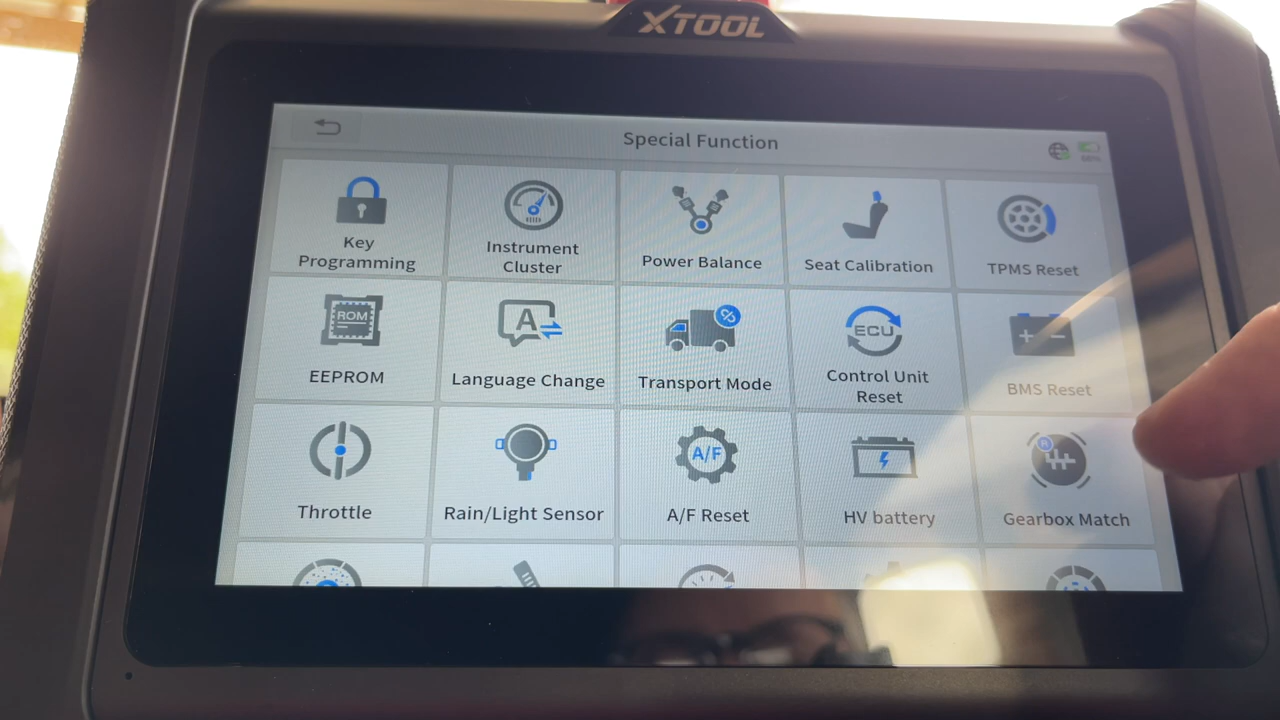 XTOOL
Special Function
Key
Programming
Instrument
Cluster
Power Balance
Seat Calibration
TPMS Reset
ROM
EEPROM
A
Language Change
Transport Mode
ECU
Control Unit
Reset
+ −
BMS Reset
Throttle
Rain/Light Sensor
A/F
A/F Reset
HV battery
R
Gearbox Match